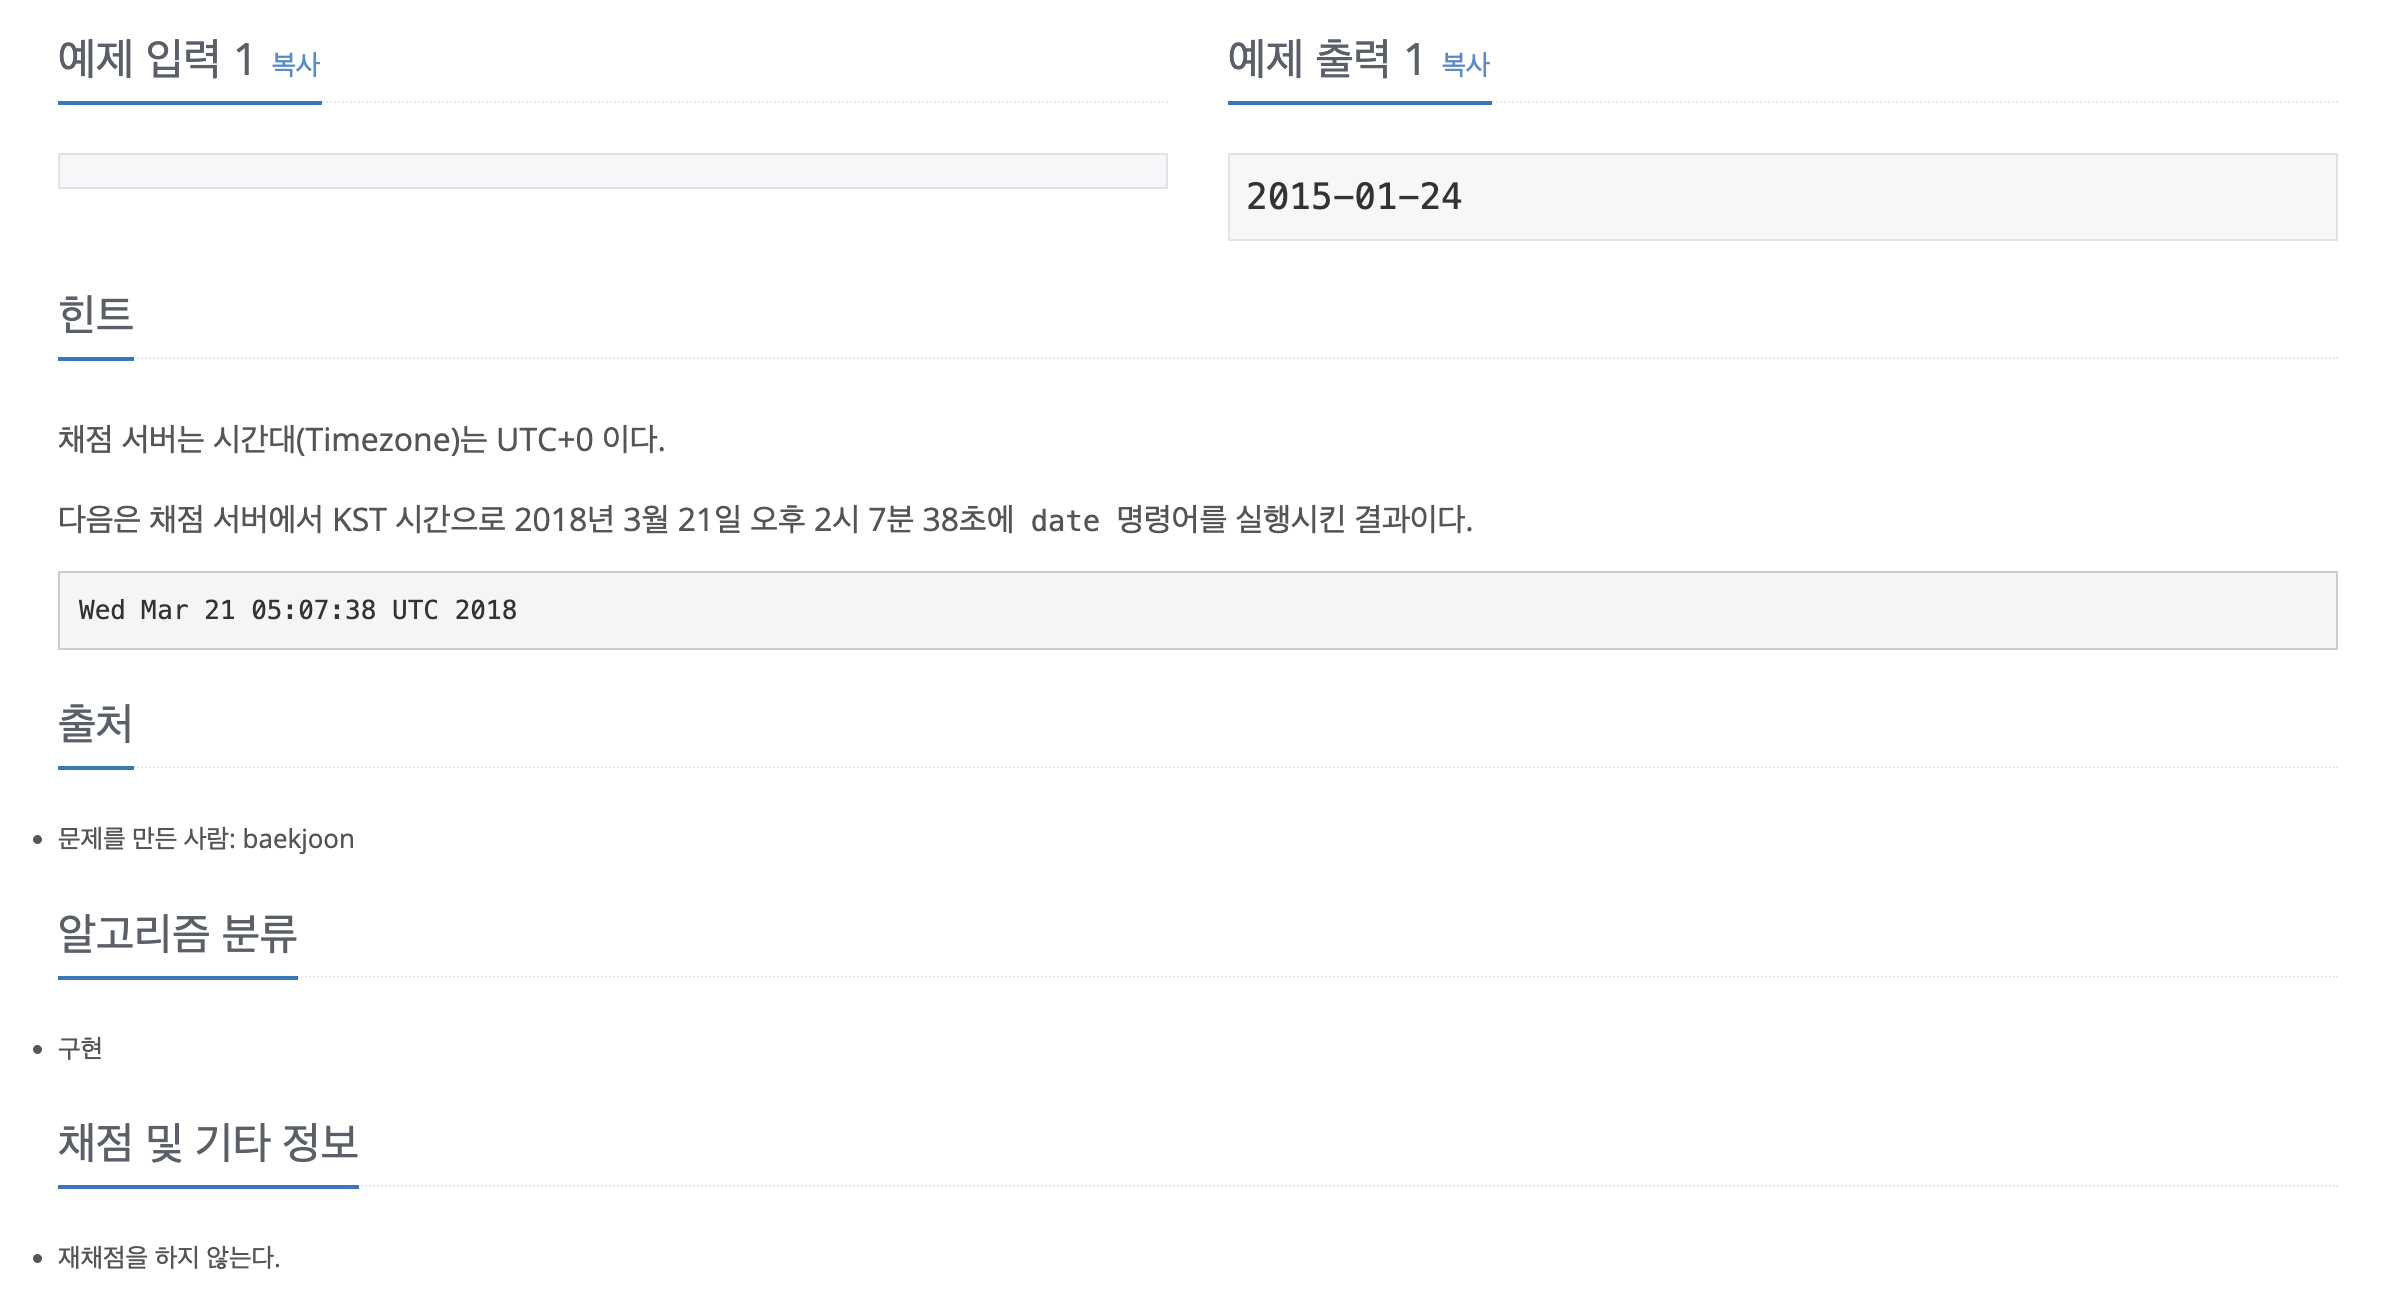 예제 입력 1 복사
예제 출력 1 복사
2015-01-24
힌트
채점 서버는 시간대(Timezone)는 UTC+0 이다.
다음은 채점 서버에서 KST 시간으로 2018년 3월 21일 오후 2시 7분 38초에 date 명령어를 실행시킨 결과이다.
Wed Mar 21 05:07:38 UTC 2018
출처
• 문제를 만든 사람: baekjoon
알고리즘 분류
• 구현
채점 및 기타 정보
• 재채점을 하지 않는다.